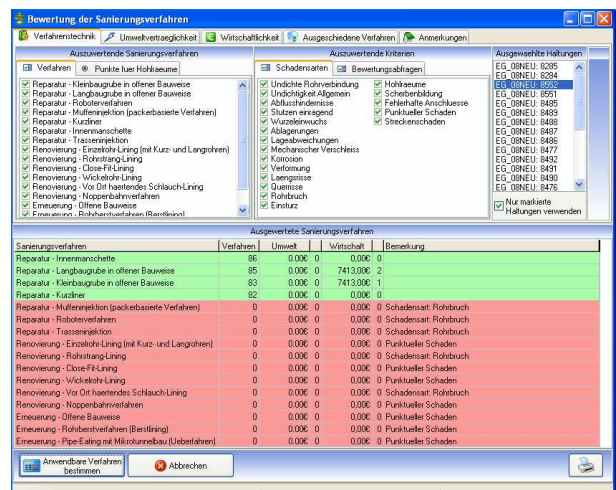 Bewertung der Sanierungsverfahren
Verfahrenstechnik Umweltvertraeglichkeit Wirtschaftlichkeit Ausgeschiedene Verfahren Anmerkungen
Auszuwertende Sanierungsverfahren
Verfahren Punkte fuer Hohlraeume
Reparatur - Kleinbaugrube in offener Bauweise
Reparatur - Langbaugrube in offener Bauweise
Reparatur - Roboterverfahren
Reparatur - Muffeninjektion (packerbasierte Verfahren)
Reparatur - Kurzliner
Reparatur - Innenmanschette
Reparatur - Trasseninjektion
Renovierung - Einzelrohr-Lining (mit Kurz- und Langrohren)
Renovierung - Rohrstrang-Lining
Renovierung - Close-Fit-Lining
Renovierung - Wickelrohr-Lining
Renovierung - Vor Ort haertendes Schlauch-Lining
Renovierung - Noppenbahnverfahren
Erneuerung - Offene Bauweise
Erneuerung - Rohrberstverfahren (Berstlining)
Auszuwertende Kriterien
Schadensarten Bewertungsabfragen
Undichte Rohrverbindung
Undichtigkeit Allgemein
Abflusshindernisse
Stutzen einragend
Wurzeleinwuchs
Ablagerungen
Lageabweichungen
Mechanischer Verschleiss
Korrosion
Verformung
Laengsrisse
Querrisse
Rohrbruch
Einsturz
Hohlraeume
Scherbenbildung
Fehlerhafte Anschluesse
Punktueller Schaden
Streckenschaden
Ausgewaehlte Haltungen
EG_08NEU: 8285
EG_08NEU: 8284
EG_08NEU: 8552
EG_08NEU: 8551
EG_08NEU: 8485
EG_08NEU: 8489
EG_08NEU: 8488
EG_08NEU: 8487
EG_08NEU: 8486
EG_08NEU: 8477
EG_08NEU: 8492
EG_08NEU: 8491
EG_08NEU: 8490
EG_08NEU: 8476
Nur markierte
Haltungen verwenden
Ausgewertete Sanierungsverfahren
Sanierungsverfahren Verfahren Umwelt Wirtschaft Bemerkung
Reparatur - Innenmanschette 86 0.00€ 0 0,00€ 0
Reparatur - Langbaugrube in offener Bauweise 85 0.00€ 0 7413,00€ 2
Reparatur - Kleinbaugrube in offener Bauweise 83 0.00€ 0 7413,00€ 1
Reparatur - Kurzliner 82 0.00€ 0 0,00€ 0
Reparatur - Muffeninjektion (packerbasierte Verfahren) 0 0.00€ 0 0,00€ 0 Schadensart: Rohrbruch
Reparatur - Roboterverfahren 0 0.00€ 0 0,00€ 0 Schadensart: Rohrbruch
Reparatur - Trasseninjektion 0 0.00€ 0 0,00€ 0 Schadensart: Rohrbruch
Renovierung - Einzelrohr-Lining (mit Kurz- und Langrohren) 0 0.00€ 0 0,00€ 0 Punktueller Schaden
Renovierung - Rohrstrang-Lining 0 0.00€ 0 0,00€ 0 Schadensart: Rohrbruch
Renovierung - Close-Fit-Lining 0 0.00€ 0 0,00€ 0 Punktueller Schaden
Renovierung - Wickelrohr-Lining 0 0.00€ 0 0,00€ 0 Punktueller Schaden
Renovierung - Vor Ort haertendes Schlauch-Lining 0 0.00€ 0 0,00€ 0 Schadensart: Rohrbruch
Renovierung - Noppenbahnverfahren 0 0.00€ 0 0,00€ 0 Punktueller Schaden
Erneuerung - Offene Bauweise 0 0.00€ 0 0,00€ 0 Punktueller Schaden
Erneuerung - Rohrberstverfahren (Berstlining) 0 0.00€ 0 0,00€ 0 Punktueller Schaden
Erneuerung - Pipe-Eating mit Mikrotunnelbau (Ueberfahren) 0 0.00€ 0 0,00€ 0 Punktueller Schaden
Anwendbare Verfahren
bestimmen
Abbrechen